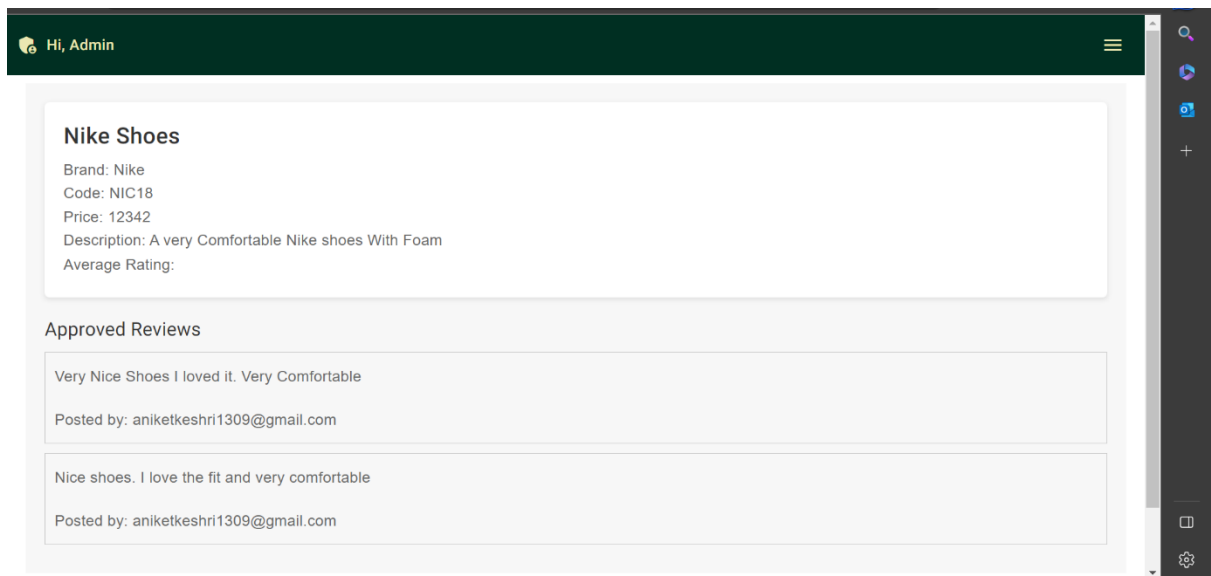 Hi, Admin
Nike Shoes
Brand: Nike
Code: NIC18
Price: 12342
Description: A very Comfortable Nike shoes With Foam
Average Rating:
Approved Reviews
Very Nice Shoes I loved it. Very Comfortable
Posted by: aniketkeshri1309@gmail.com
Nice shoes. I love the fit and very comfortable
Posted by: aniketkeshri1309@gmail.com